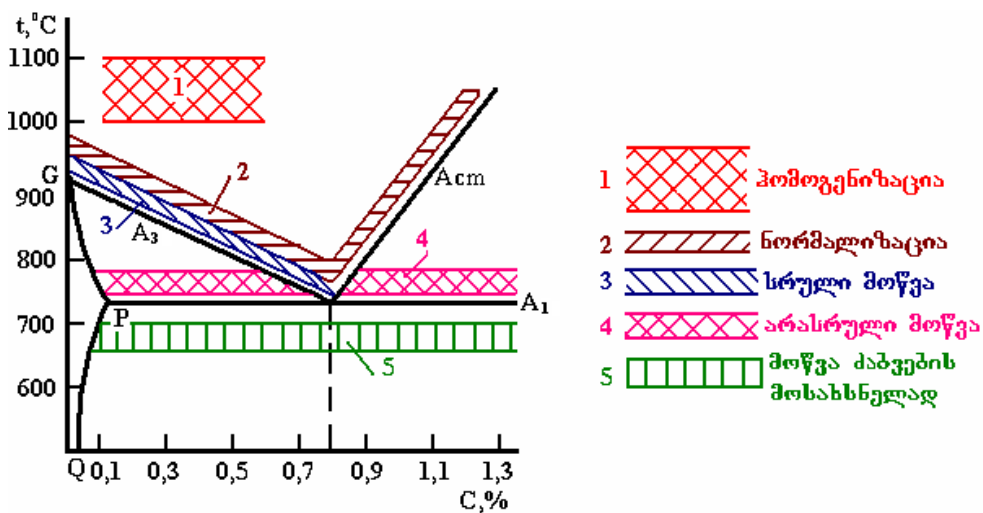 t,°C
1100
1000
G
900
800
700
600
1
2
3
A3
Acm
4
A1
P
5
Q 0,1 0,3 0,5 0,7 0,9 1,1 1,3
C,%
1 ჰომოგენიზაცია
2 ნორმალიზაცია
3 სრული მოწვა
4 არასრული მოწვა
5 მოწვა ძაბვების
მოსახსნელად